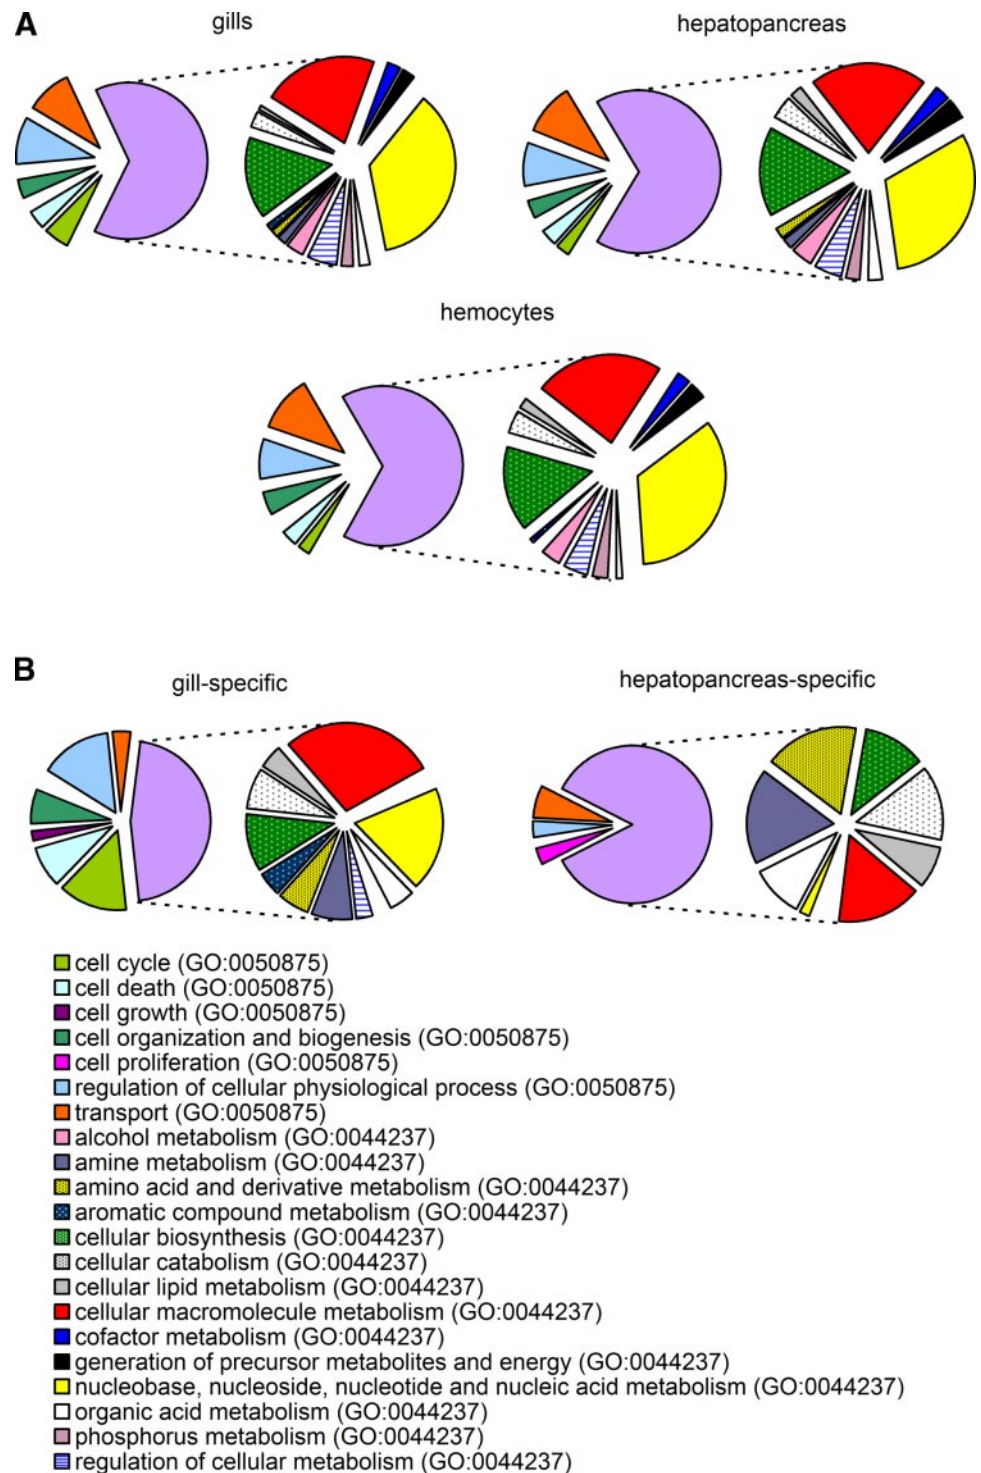 A
gills
hepatopancreas
hemocytes
B
gill-specific
hepatopancreas-specific
cell cycle (GO:0050875)
cell death (GO:0050875)
cell growth (GO:0050875)
cell organization and biogenesis (GO:0050875)
cell proliferation (GO:0050875)
regulation of cellular physiological process (GO:0050875)
transport (GO:0050875)
alcohol metabolism (GO:0044237)
amine metabolism (GO:0044237)
amino acid and derivative metabolism (GO:0044237)
aromatic compound metabolism (GO:0044237)
cellular biosynthesis (GO:0044237)
cellular catabolism (GO:0044237)
cellular lipid metabolism (GO:0044237)
cellular macromolecule metabolism (GO:0044237)
cofactor metabolism (GO:0044237)
generation of precursor metabolites and energy (GO:0044237)
nucleobase, nucleoside, nucleotide and nucleic acid metabolism (GO:0044237)
organic acid metabolism (GO:0044237)
phosphorus metabolism (GO:0044237)
regulation of cellular metabolism (GO:0044237)